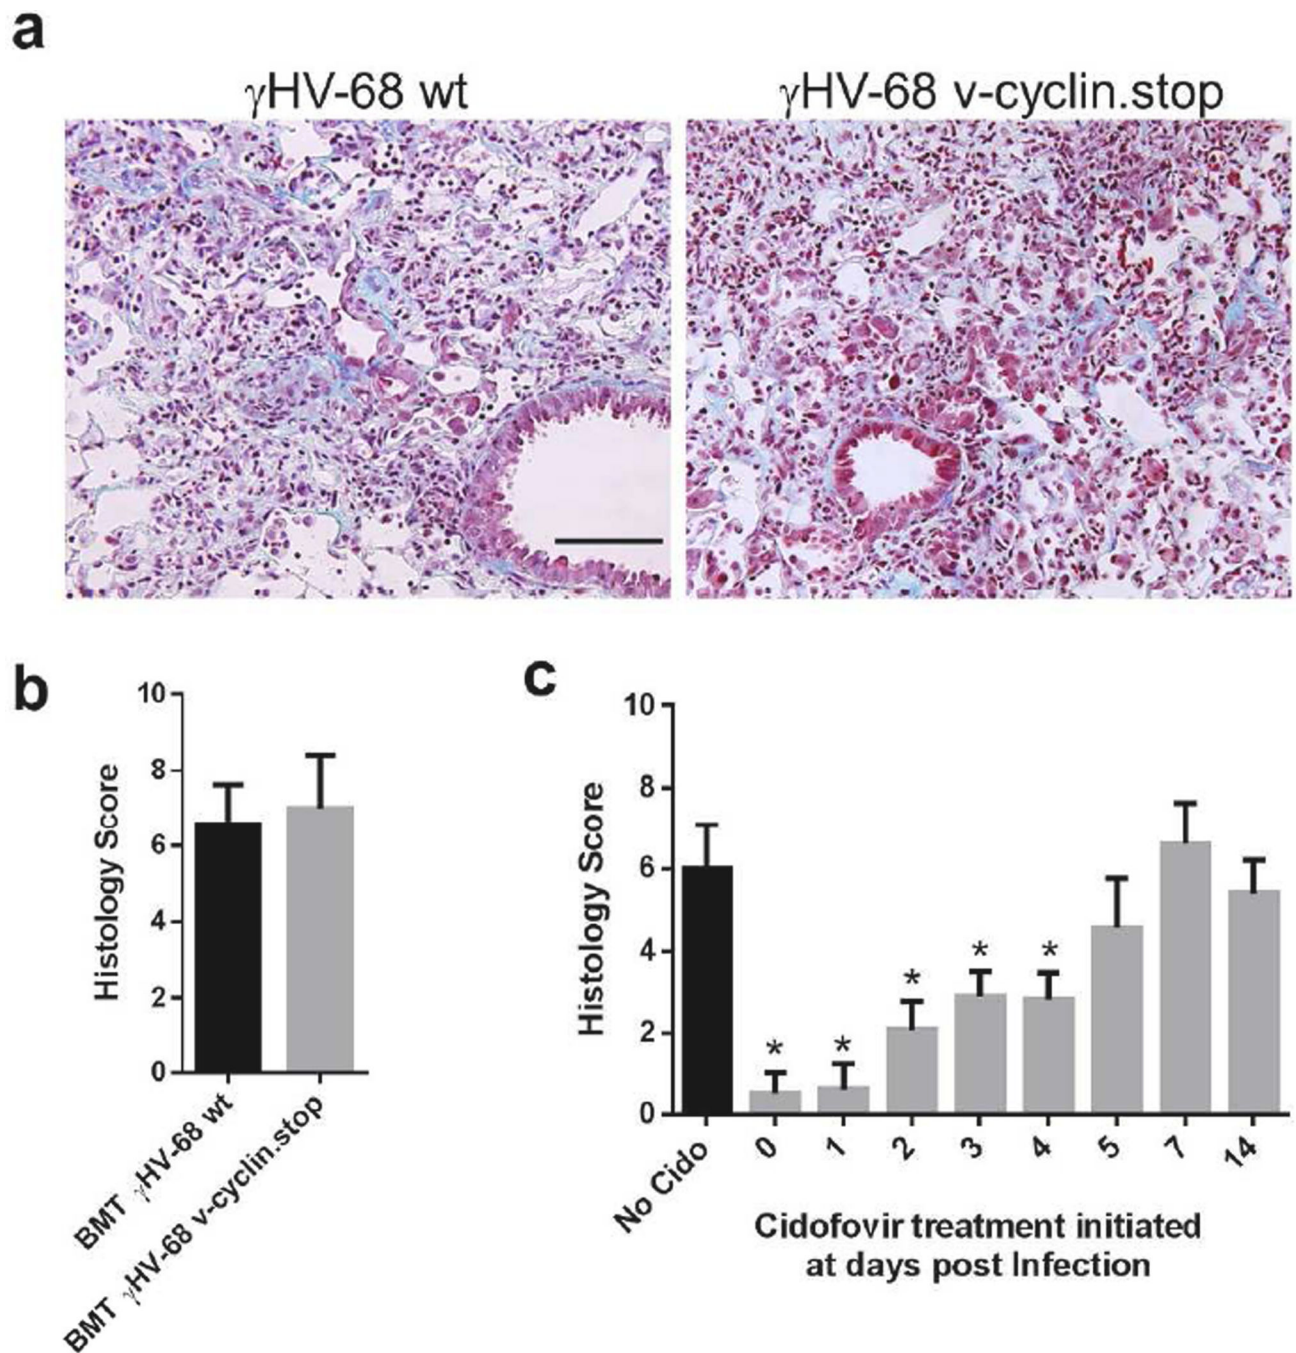 a
γHV-68 wt
γHV-68 v-cyclin.stop
b
10
8
6
4
2
0
Histology Score
BMT γHV-68 wt
BMT γHV-68 v-cyclin.stop
c
10
8
6
4
2
0
Histology Score
*
*
*
*
*
No Cido
0
1
2
3
4
5
7
14
Cidofovir treatment initiated
at days post Infection